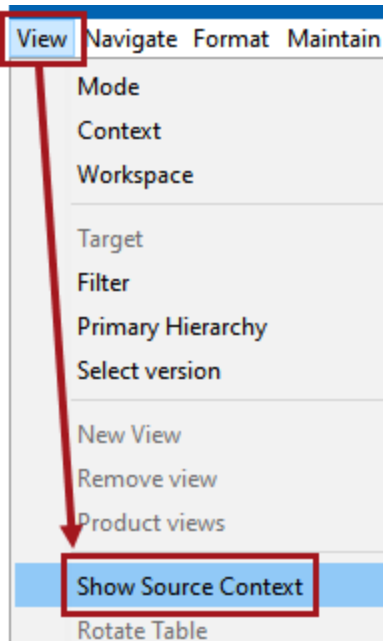 View Navigate Format Maintain
Mode
Context
Workspace
Target
Filter
Primary Hierarchy
Select version
New View
Remove view
Product views
Show Source Context
Rotate Table